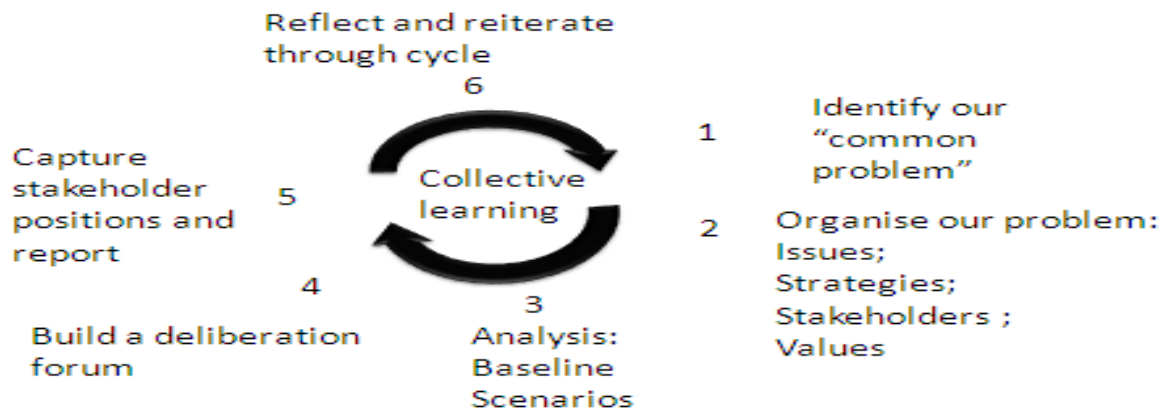 Reflect and reiterate
through cycle
6
1
Identify our
“common
problem”
Capture
stakeholder
positions and
report
5
Collective
learning
2
Organise our problem:
Issues;
Strategies;
Stakeholders ;
Values
4
Build a deliberation
forum
3
Analysis:
Baseline
Scenarios